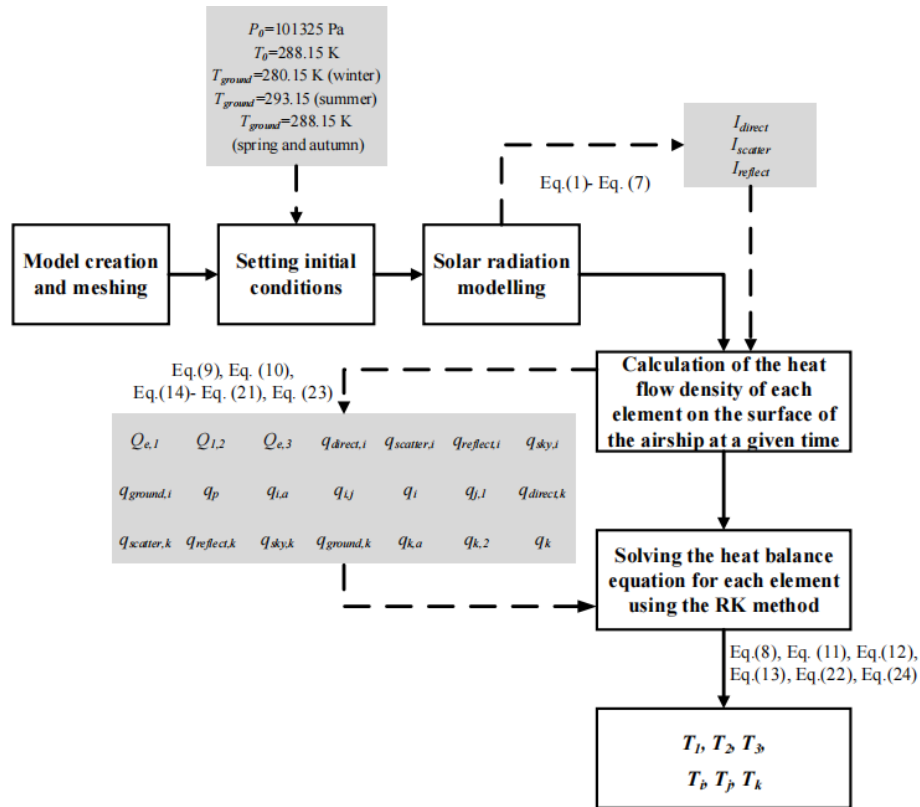 P0=101325 Pa
T0=288.15 K
Tground=280.15 K (winter)
Tground=293.15 (summer)
Tground=288.15 K
(spring and autumn)
Idirect
Iscatter
Ireflect
Eq.(1)- Eq. (7)
Model creation
and meshing
Setting initial
conditions
Solar radiation
modelling
Calculation of the heat
flow density of each
element on the surface of
the airship at a given time
Eq.(9), Eq. (10),
Eq.(14)- Eq. (21), Eq. (23)
Qe,1 Q1,2 Qe,3 qdirect,i qscatter,i qreflect,i qsky,i
qground,i qp qi,a qi,j qi qj,1 qdirect,k
qscatter,k qreflect,k qsky,k qground,k qk,a qk,2 qk
Solving the heat balance
equation for each element
using the RK method
Eq.(8), Eq. (11), Eq.(12),
Eq.(13), Eq.(22), Eq.(24)
T1, T2, T3,
Ti, Tj, Tk